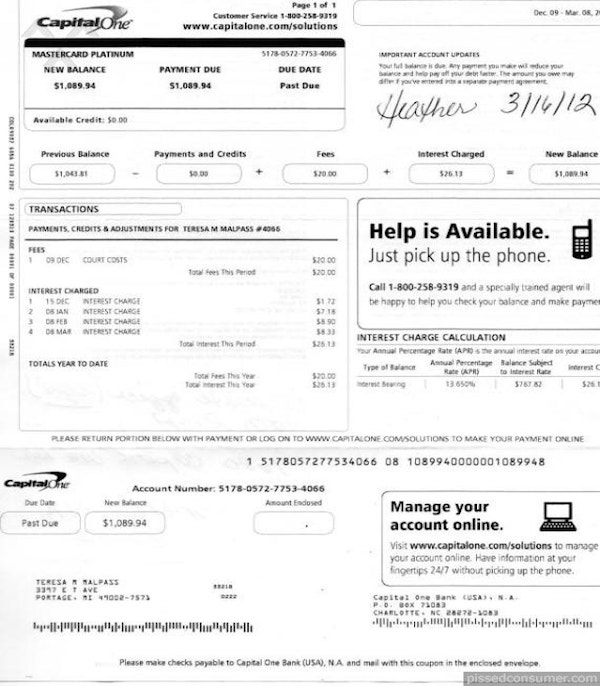 Capital One
Page 1 of 1
Customer Service 1-800-258-9319
www.capitalone.com/solutions
Dec. 09 - Mar. 08,
MASTERCARD PLATINUM 5178-0572-7753-4066
NEW BALANCE PAYMENT DUE DUE DATE
$1,089.94 $1,089.94 Past Due
Available Credit: $0.00
IMPORTANT ACCOUNT UPDATES
Your full balance is due. Any payment you make will reduce your
balance and help pay off your debt faster. The amount you owe may
differ if you've entered into a separate payment agreement.
Heather 3/16/12
Previous Balance Payments and Credits Fees Interest Charged New Balance
$1,043.81 - $0.00 + $20.00 + $26.13 = $1,089.94
TRANSACTIONS
PAYMENTS, CREDITS & ADJUSTMENTS FOR TERESA M MALPASS #4066
FEES
1 09 DEC COURT COSTS $20.00
Total Fees This Period $20.00
INTEREST CHARGED
1 15 DEC INTEREST CHARGE $1.72
2 08 JAN INTEREST CHARGE $7.18
3 08 FEB INTEREST CHARGE $8.90
4 08 MAR INTEREST CHARGE $8.33
Total Interest This Period $26.13
TOTALS YEAR TO DATE
Total Fees This Year $20.00
Total Interest This Year $26.13
Help is Available.
Just pick up the phone.
Call 1-800-258-9319 and a specially trained agent will
be happy to help you check your balance and make
INTEREST CHARGE CALCULATION
Your Annual Percentage Rate (APR) is the annual interest rate on your
Type of Balance Annual Percentage Rate (APR) Balance Subject to Interest Rate Interest
Interest Bearing 13.650% $767.82
PLEASE RETURN PORTION BELOW WITH PAYMENT OR LOG ON TO WWW.CAPITALONE.COM/SOLUTIONS TO MAKE YOUR PAYMENT ONLINE
1 5178057277534066 08 1089940000001089948
Capital One
Account Number: 5178-0572-7753-4066
Due Date New Balance Amount Enclosed
Past Due $1,089.94
Manage your
account online.
Visit www.capitalone.com/solutions to manage
your account online. Have information at your
fingertips 24/7 without picking up the phone.
TERESA M MALPASS
3397 E T AVE
PORTAGE, MI 49002-7571
Capital One Bank (USA), N.A.
P.O. BOX 71083
CHARLOTTE, NC 28272-1083
Please make checks payable to Capital One Bank (USA), N.A. and mail with this coupon in the enclosed envelope.
pissedconsumer.com